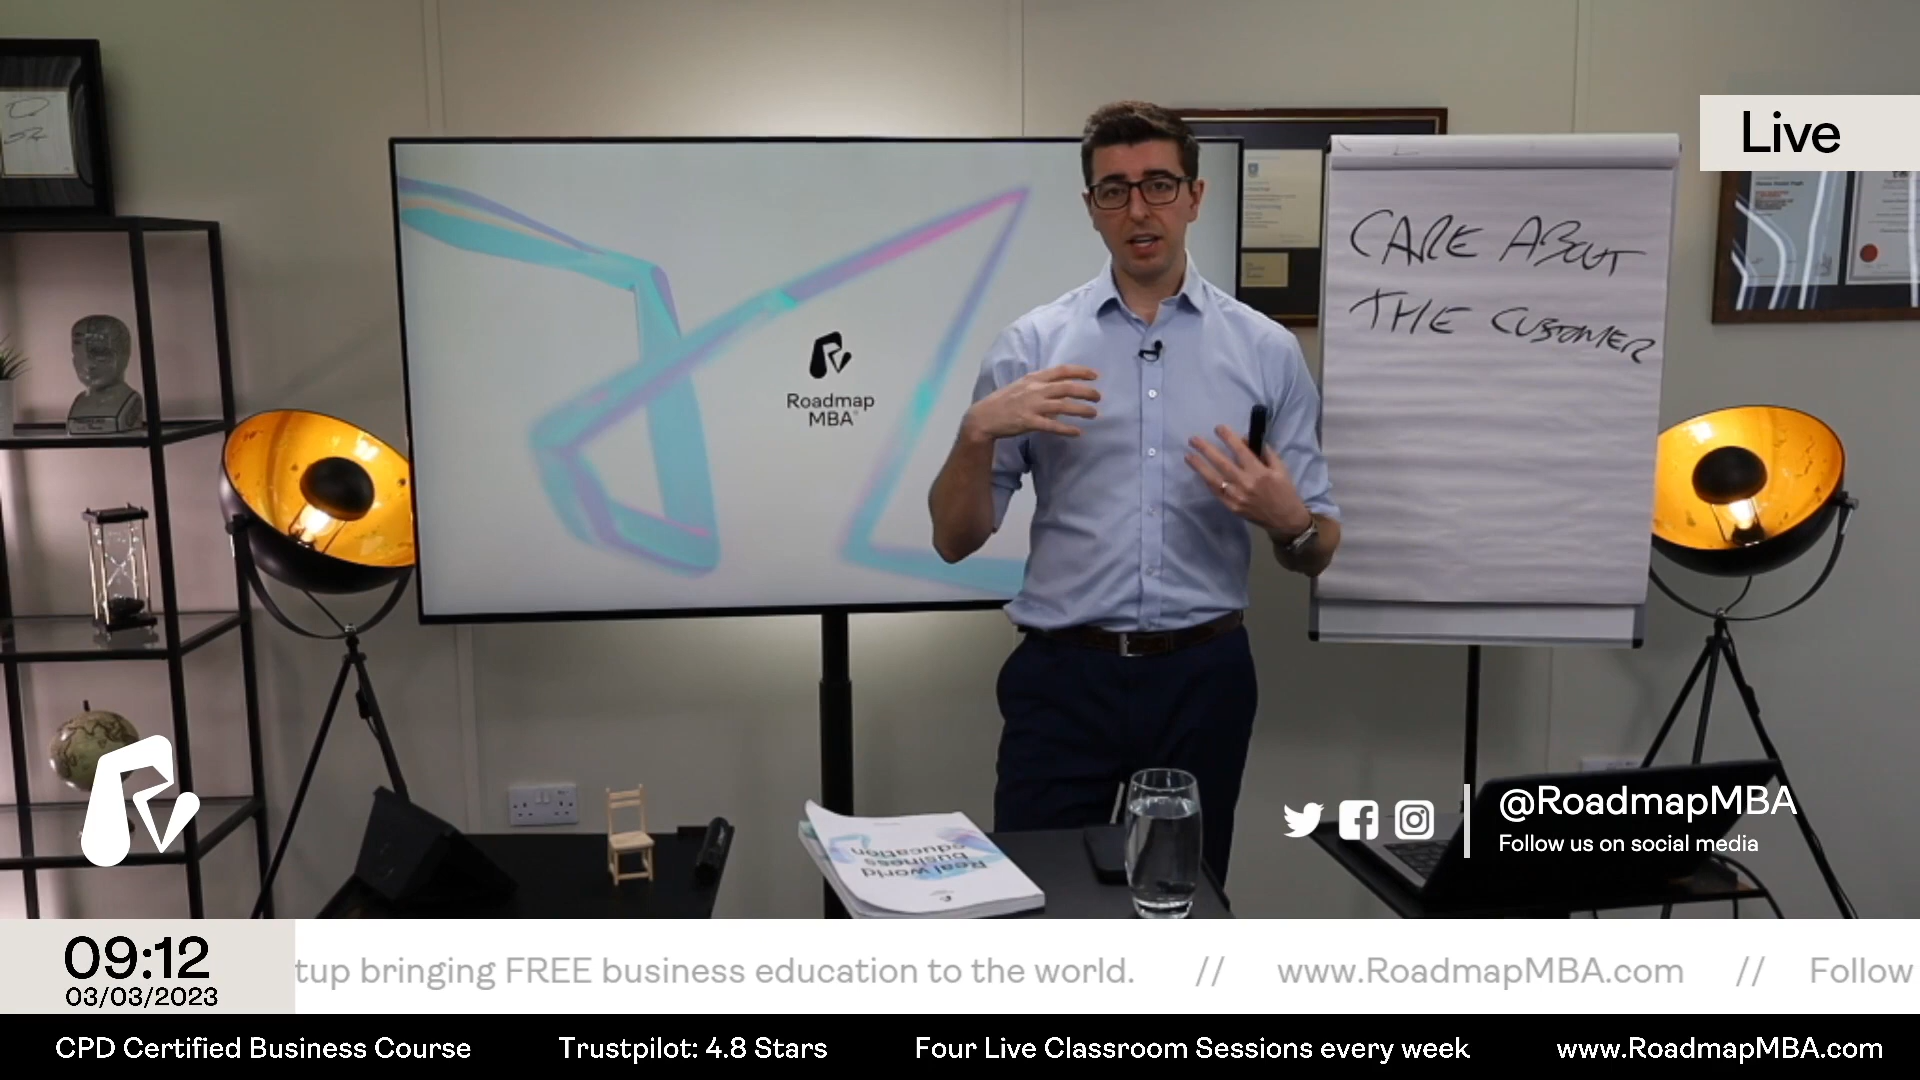 Live
CARE ABOUT
THE CUSTOMER
Roadmap
MBA
Real world
business
education
@RoadmapMBA
Follow us on social media
09:12
03/03/2023
tup bringing FREE business education to the world. // www.RoadmapMBA.com // Follow
CPD Certified Business Course Trustpilot: 4.8 Stars Four Live Classroom Sessions every week www.RoadmapMBA.com